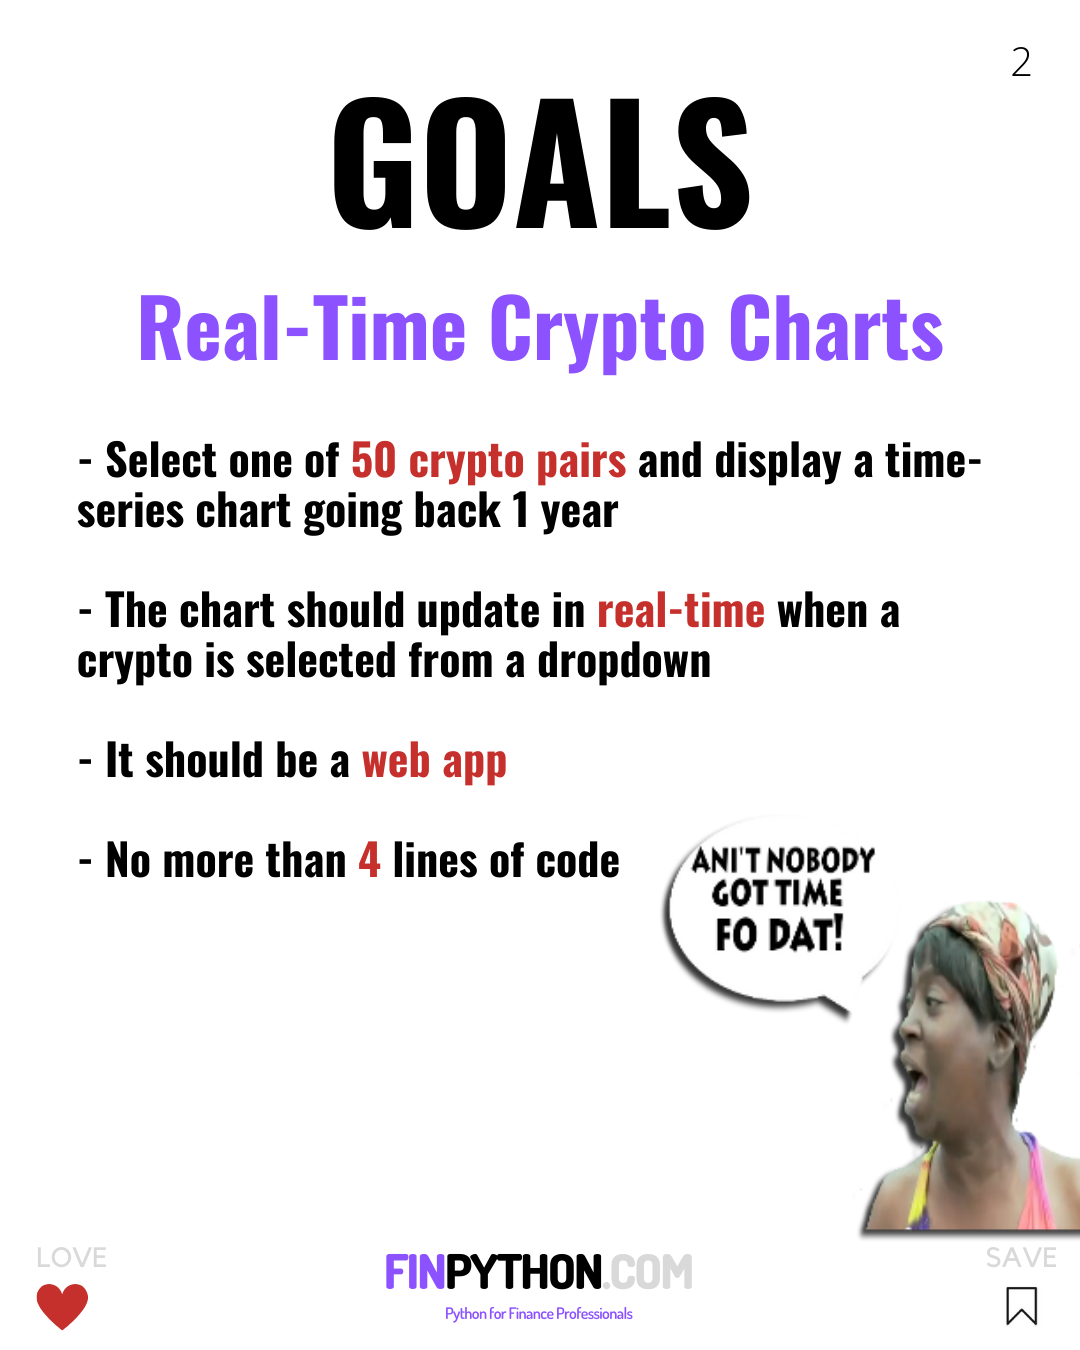 2
GOALS
Real-Time Crypto Charts
- Select one of 50 crypto pairs and display a time-
series chart going back 1 year
- The chart should update in real-time when a
crypto is selected from a dropdown
- It should be a web app
- No more than 4 lines of code
ANI'T NOBODY
GOT TIME
FO DAT!
LOVE
FINPYTHON.COM
Python for Finance Professionals
SAVE